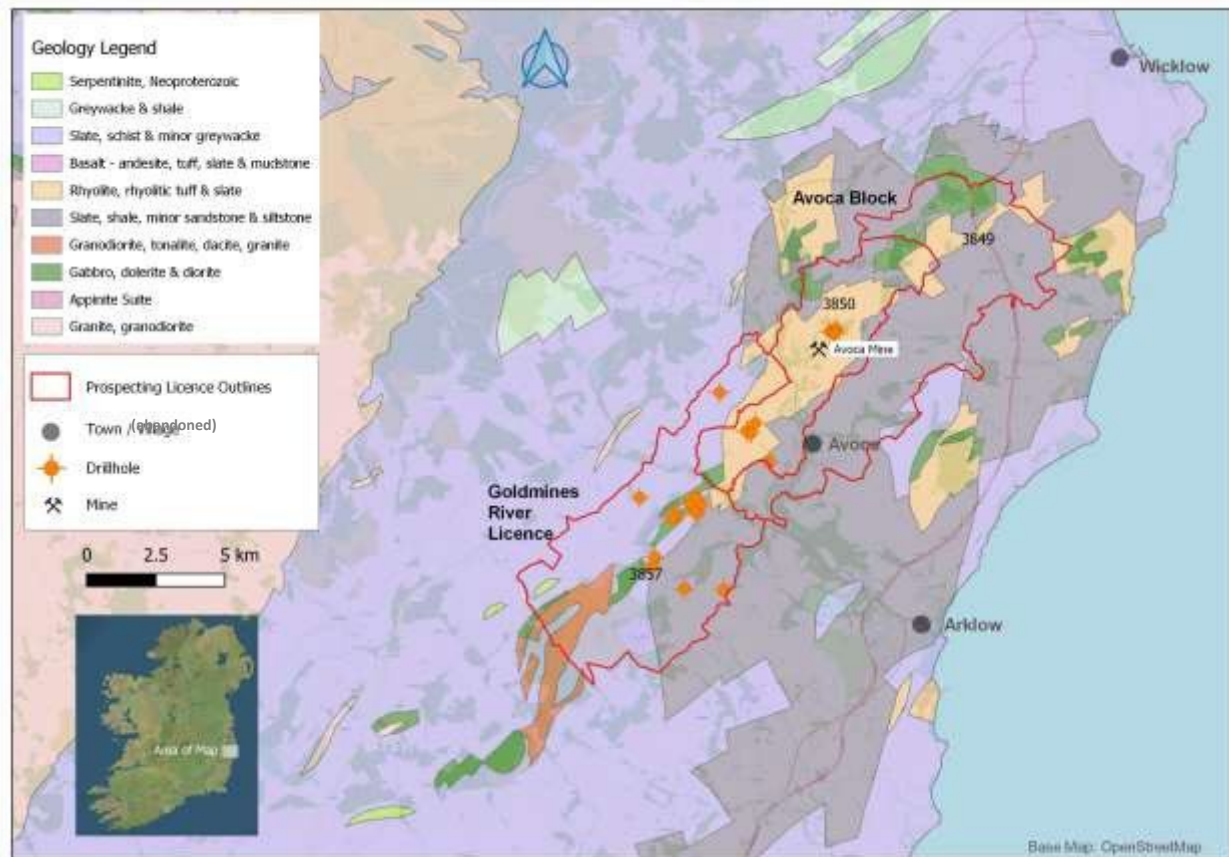 Geology Legend
Serpentinite, Neoproterozoic
Greywacke & shale
Slate, schist & minor greywacke
Basalt - andesite, tuff, slate & mudstone
Rhyolite, rhyolitic tuff & slate
Slate, shale, minor sandstone & siltstone
Granodiorite, tonalite, dacite, granite
Gabbro, dolerite & diorite
Appinite Suite
Granite, granodiorite
Prospecting Licence Outlines
Town / Village
(abandoned)
Drillhole
Mine
0 2.5 5 km
Area of Map
Wicklow
Avoca Block
3849
3850
Avoca Mine
Avoca
Goldmines
River
Licence
3857
Arklow
Base Map: OpenStreetMap